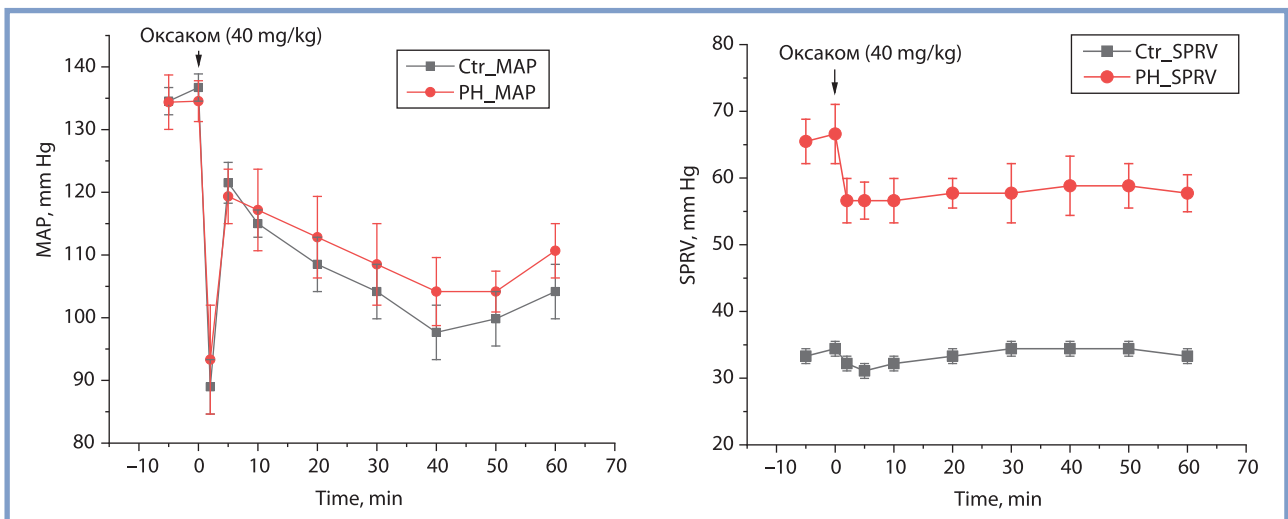 Оксаком (40 mg/kg)
Ctr_MAP
PH_MAP
MAP, mm Hg
140
130
120
110
100
90
80
–10 0 10 20 30 40 50 60 70
Time, min
Оксаком (40 mg/kg)
Ctr_SPRV
PH_SPRV
SPRV, mm Hg
80
70
60
50
40
30
20
–10 0 10 20 30 40 50 60 70
Time, min